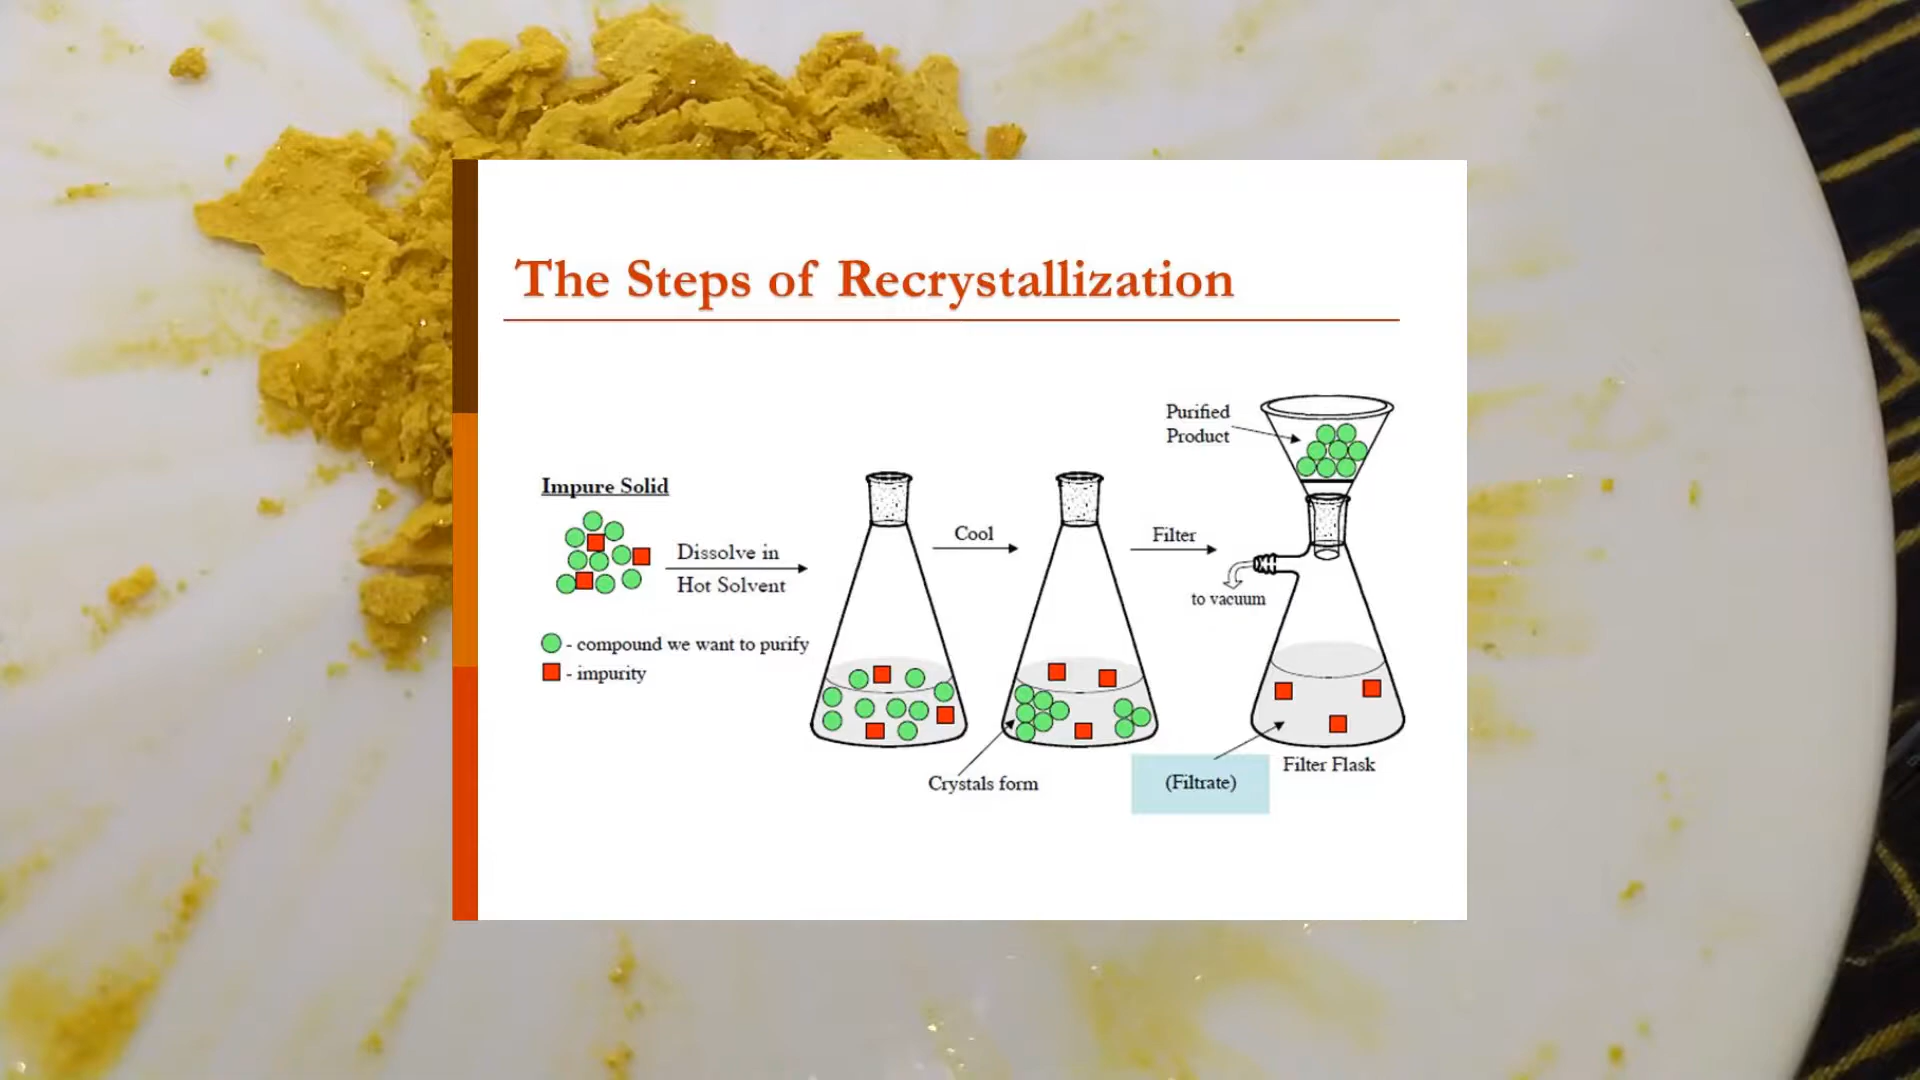 The Steps of Recrystallization
Impure Solid
Dissolve in
Hot Solvent
- compound we want to purify
- impurity
Cool
Crystals form
Filter
Purified
Product
to vacuum
(Filtrate)
Filter Flask